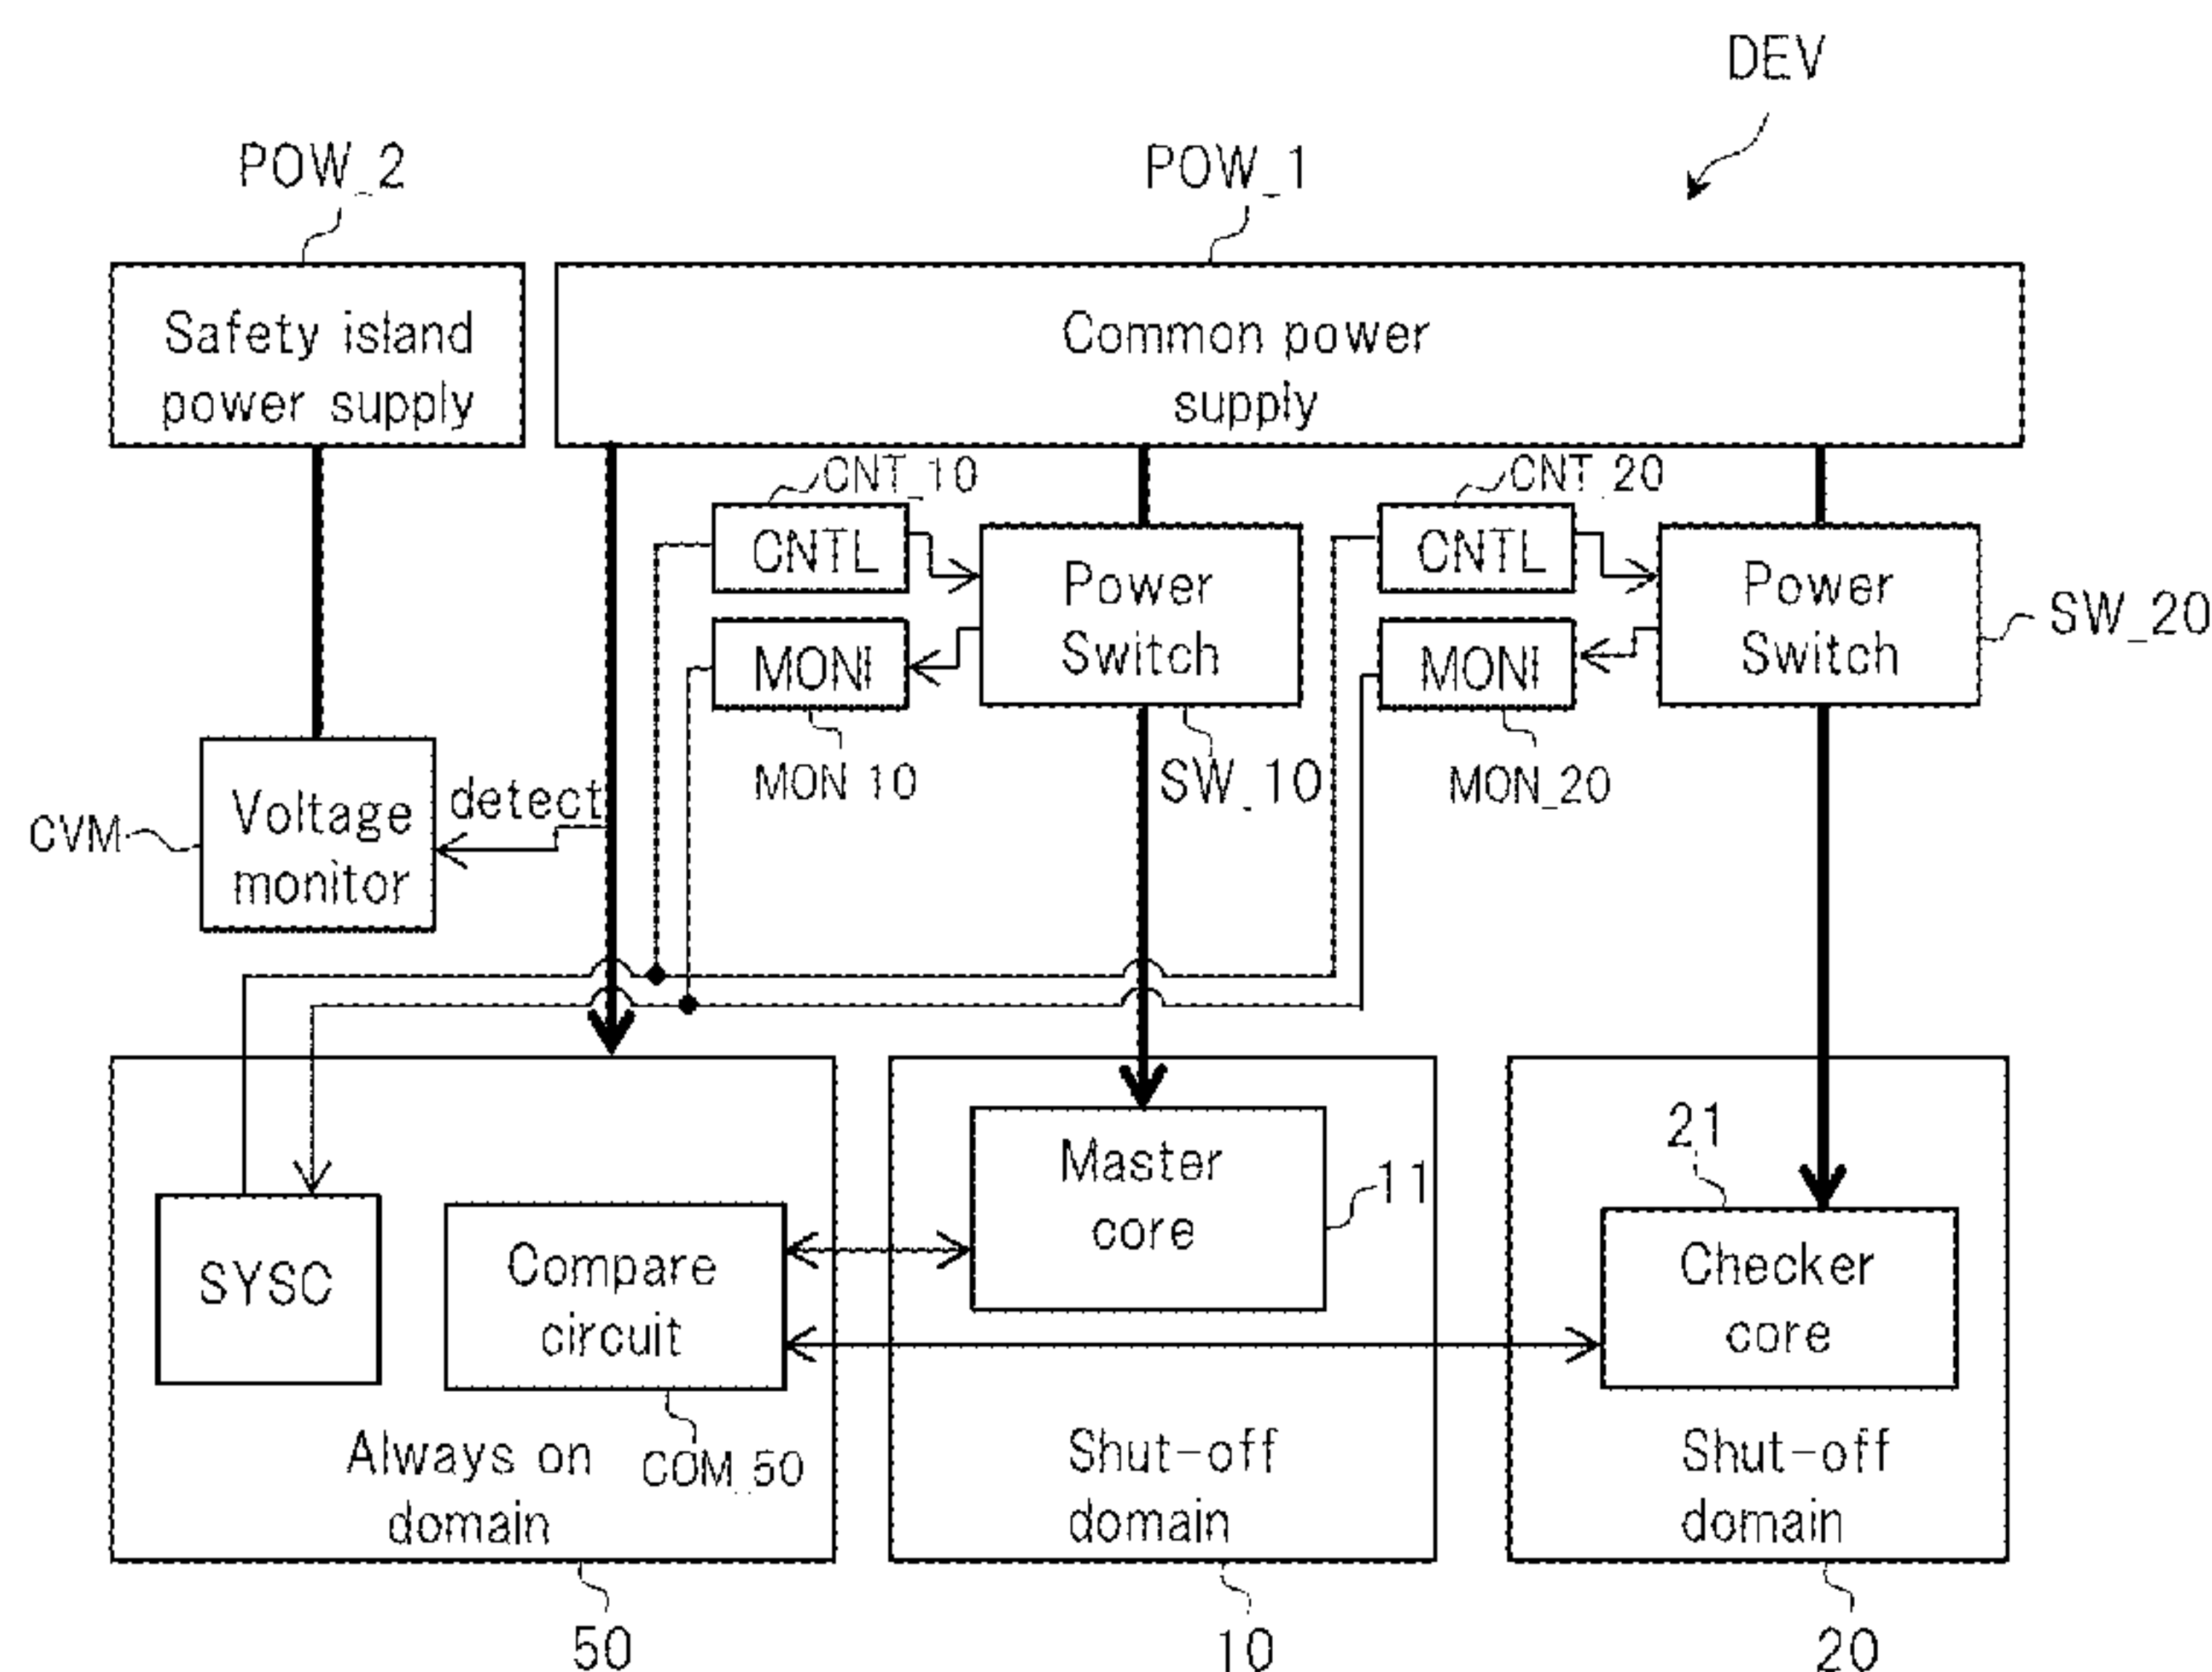 DEV
POW_2
POW_1
Safety island
power supply
Common power
supply
CNT_10
CNT_20
CNTL
Power
Switch
CNTL
Power
Switch
SW_20
MONI
MONI
MON_10
SW_10
MON_20
CVM
Voltage
monitor
detect
SYSC
Compare
circuit
COM_50
Always on
domain
Master
core
11
Shut-off
domain
21
Checker
core
Shut-off
domain
50
10
20